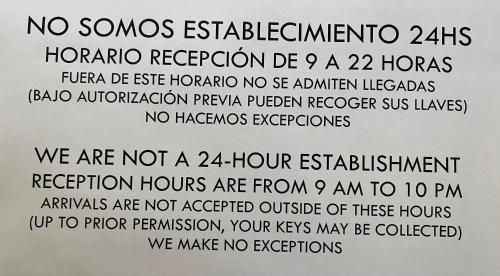 NO SOMOS ESTABLECIMIENTO 24HS
HORARIO RECEPCIÓN DE 9 A 22 HORAS
FUERA DE ESTE HORARIO NO SE ADMITEN LLEGADAS
(BAJO AUTORIZACIÓN PREVIA PUEDEN RECOGER SUS LLAVES)
NO HACEMOS EXCEPCIONES
WE ARE NOT A 24-HOUR ESTABLISHMENT
RECEPTION HOURS ARE FROM 9 AM TO 10 PM
ARRIVALS ARE NOT ACCEPTED OUTSIDE OF THESE HOURS
(UP TO PRIOR PERMISSION, YOUR KEYS MAY BE COLLECTED)
WE MAKE NO EXCEPTIONS